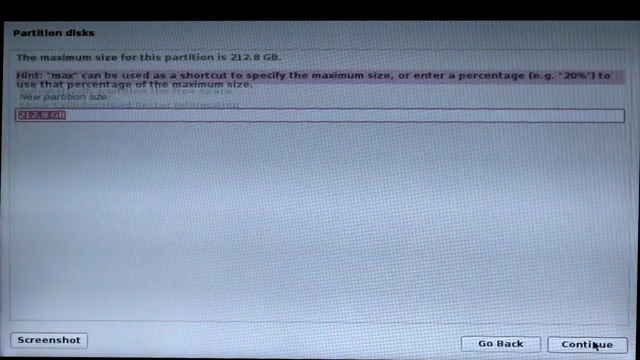 Partition disks
The maximum size for this partition is 212.8 GB.
Hint: "max" can be used as a shortcut to specify the maximum size, or enter a percentage (e.g. "20%") to
use that percentage of the maximum size.
New partition size:
212.8 GB
Screenshot
Go Back
Continue